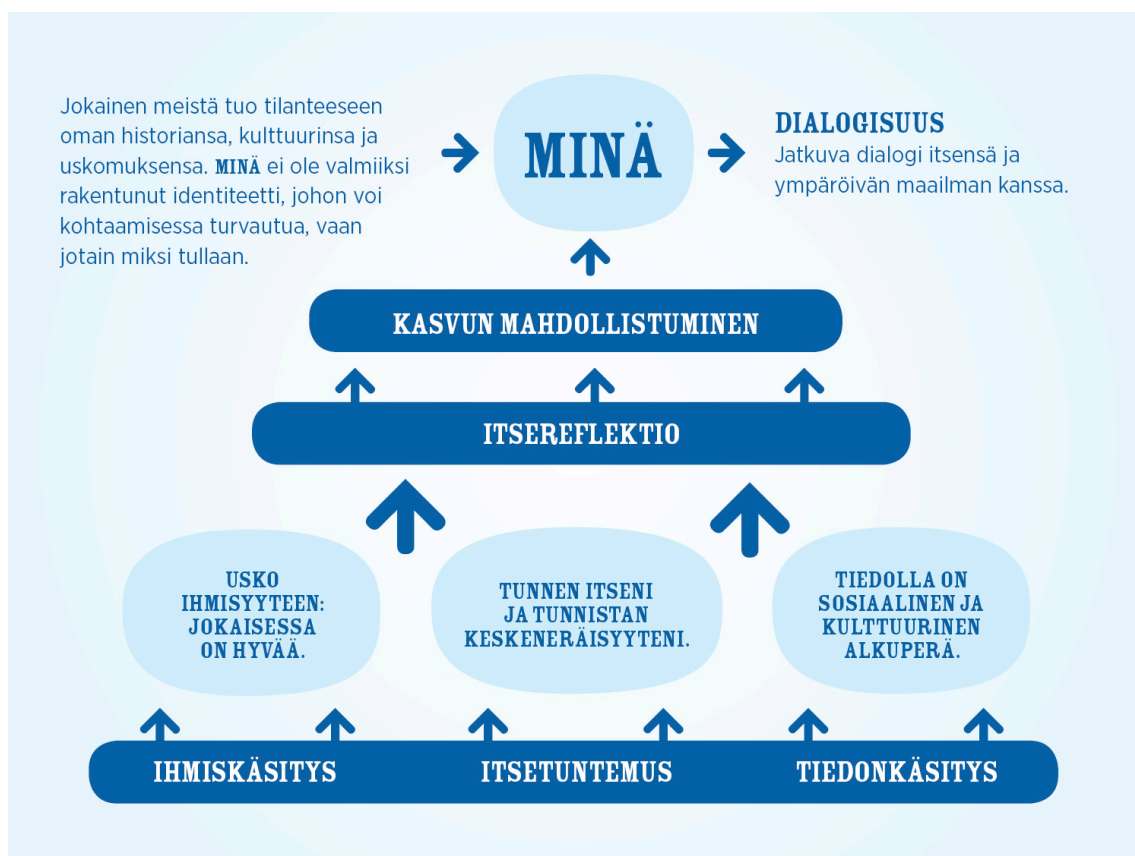 Jokainen meistä tuo tilanteeseen
oman historiansa, kulttuurinsa ja
uskomuksensa. MINÄ ei ole valmiiksi
rakentunut identiteetti, johon voi
kohtaamisessa turvautua, vaan
jotain miksi tullaan.
MINÄ
DIALOGISUUS
Jatkuva dialogi itsensä ja
ympäröivän maailman kanssa.
KASVUN MAHDOLLISTUMINEN
ITSEREFLEKTIO
USKO
IHMISYYTEEN:
JOKAISESSA
ON HYVÄÄ.
TUNNEN ITSENI
JA TUNNISTAN
KESKENERÄISYYTENI.
TIEDOLLA ON
SOSIAALINEN JA
KULTTUURINEN
ALKUPERÄ.
IHMISKÄSITYS
ITSETUNTEMUS
TIEDONKÄSITYS